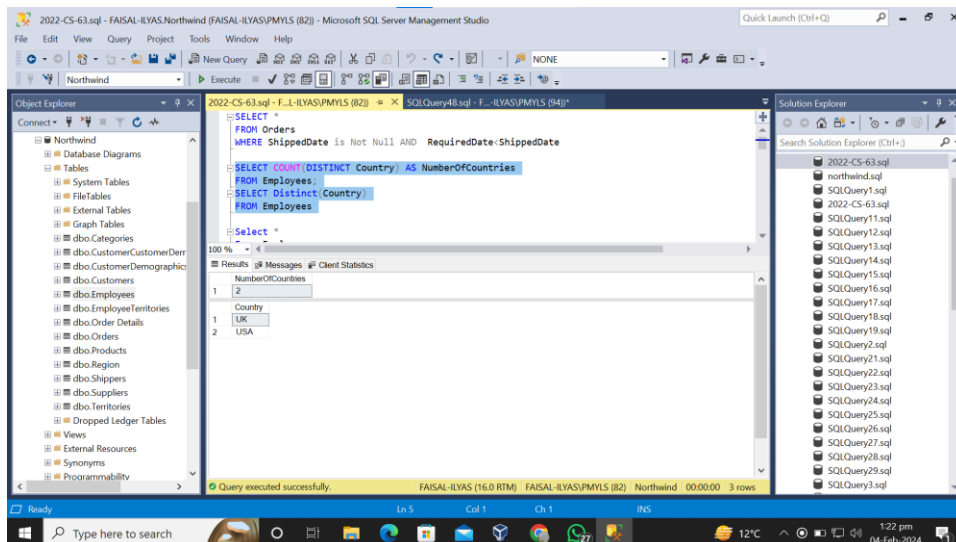 2022-CS-63.sql - FAISAL-ILYAS.Northwind (FAISAL-ILYAS\PMYLS (82)) - Microsoft SQL Server Management Studio
Quick Launch (Ctrl+Q)
File Edit View Query Project Tools Window Help
New Query
NONE
Northwind
Execute
Object Explorer
Connect
Northwind
Database Diagrams
Tables
System Tables
FileTables
External Tables
Graph Tables
dbo.Categories
dbo.CustomerCustomerDem
dbo.CustomerDemographics
dbo.Customers
dbo.Employees
dbo.EmployeeTerritories
dbo.Order Details
dbo.Orders
dbo.Products
dbo.Region
dbo.Shippers
dbo.Suppliers
dbo.Territories
Dropped Ledger Tables
Views
External Resources
Synonyms
Programmability
2022-CS-63.sql - F...L-ILYAS\PMYLS (82))
SQLQuery48.sql - F...-ILYAS\PMYLS (94))*
SELECT *
FROM Orders
WHERE ShippedDate is Not Null AND RequiredDate<ShippedDate
SELECT COUNT(DISTINCT Country) AS NumberOfCountries
FROM Employees;
SELECT Distinct(Country)
FROM Employees
Select *
100 %
Results Messages Client Statistics
NumberOfCountries
1 2
Country
1 UK
2 USA
Query executed successfully.
FAISAL-ILYAS (16.0 RTM) FAISAL-ILYAS\PMYLS (82) Northwind 00:00:00 3 rows
Solution Explorer
Search Solution Explorer (Ctrl+;)
2022-CS-63.sql
northwind.sql
SQLQuery1.sql
2022-CS-63.sql
SQLQuery11.sql
SQLQuery12.sql
SQLQuery13.sql
SQLQuery14.sql
SQLQuery15.sql
SQLQuery16.sql
SQLQuery17.sql
SQLQuery18.sql
SQLQuery19.sql
SQLQuery2.sql
SQLQuery21.sql
SQLQuery22.sql
SQLQuery23.sql
SQLQuery24.sql
SQLQuery25.sql
SQLQuery26.sql
SQLQuery27.sql
SQLQuery28.sql
SQLQuery29.sql
SQLQuery3.sql
Ready
Ln 5 Col 1 Ch 1 INS
Type here to search
27
12°C
1:22 pm
04-Feb-2024